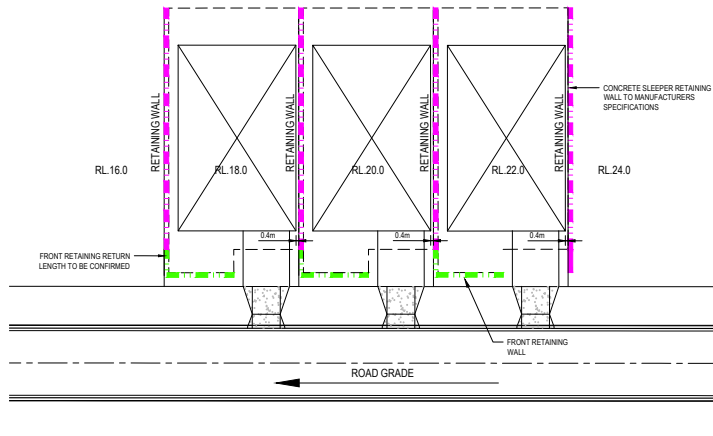 CONCRETE SLEEPER RETAINING
WALL TO MANUFACTURERS
SPECIFICATIONS
RETAINING WALL
RETAINING WALL
RETAINING WALL
RETAINING WALL
RL.16.0
RL.18.0
RL.20.0
RL.22.0
RL.24.0
0.4m
0.4m
0.4m
FRONT RETAINING RETURN
LENGTH TO BE CONFIRMED
FRONT RETAINING
WALL
ROAD GRADE